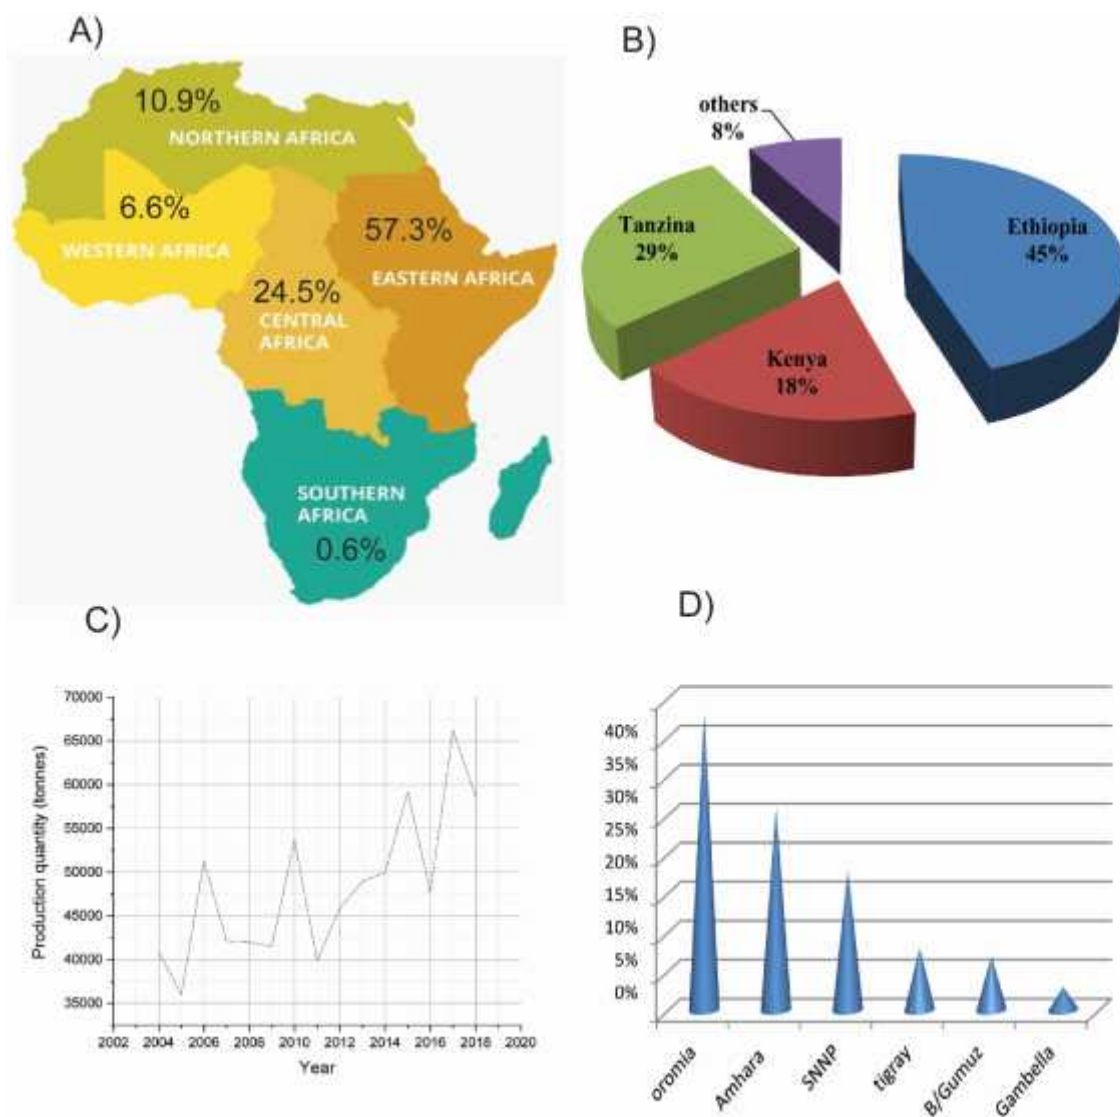 A)
10.9%
NORTHERN AFRICA
6.6%
WESTERN AFRICA
57.3%
EASTERN AFRICA
24.5%
CENTRAL
AFRICA
SOUTHERN
AFRICA
0.6%
B)
others
8%
Tanzina
29%
Ethiopia
45%
Kenya
18%
C)
70000
65000
60000
55000
50000
45000
40000
35000
Production quantity (tonnes)
2002 2004 2006 2008 2010 2012 2014 2016 2018 2020
Year
D)
40%
35%
30%
25%
20%
15%
10%
5%
0%
oromia
Amhara
SNNP
tigray
B/Gumuz
Gambella